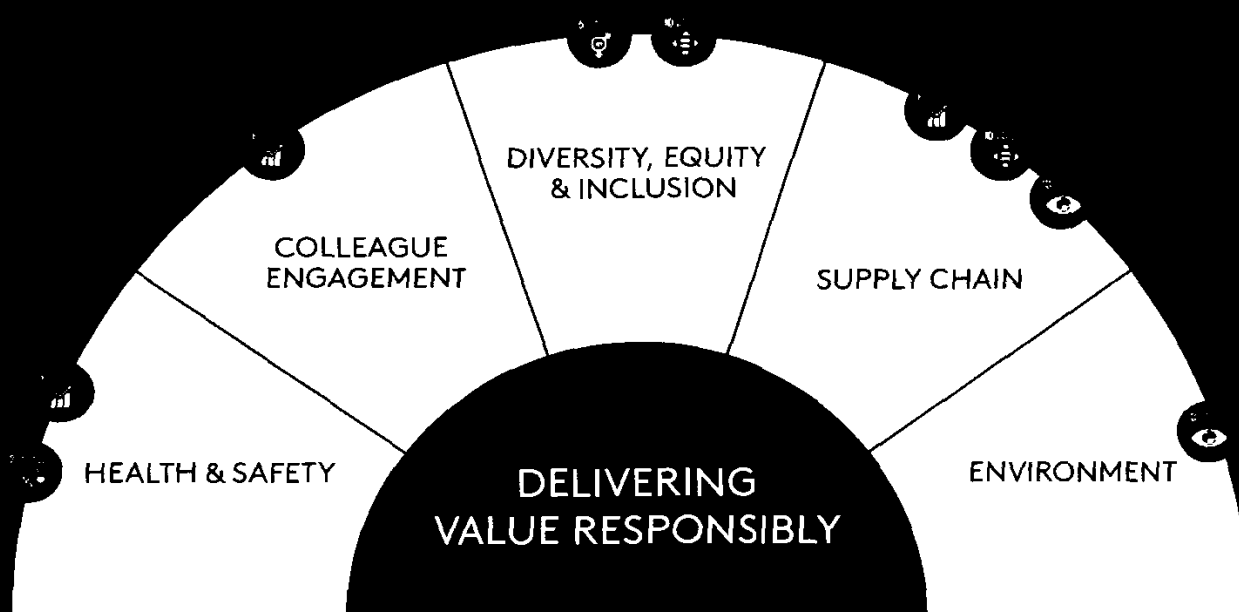 DIVERSITY, EQUITY
& INCLUSION
COLLEAGUE
ENGAGEMENT
SUPPLY CHAIN
HEALTH & SAFETY
ENVIRONMENT
DELIVERING
VALUE RESPONSIBLY